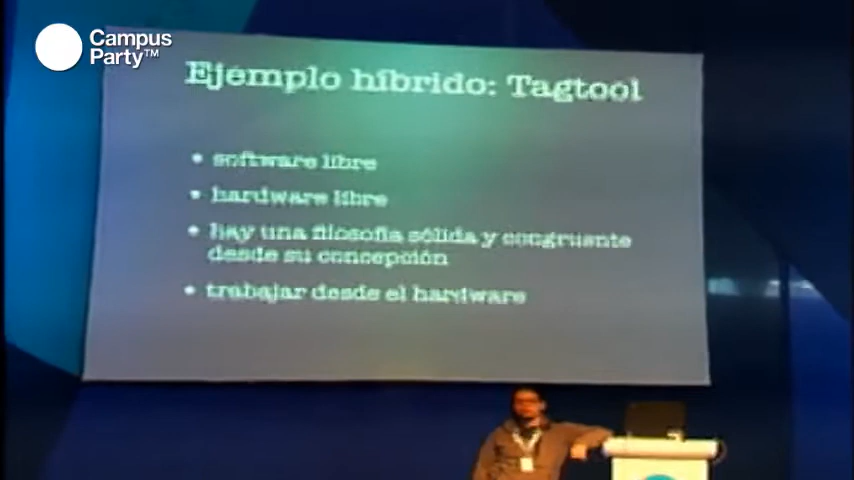 Campus
Party™
Ejemplo híbrido: Tagtool
• software libre
• hardware libre
• hay una filosofía sólida y congruente
desde su concepción
• trabajar desde el hardware